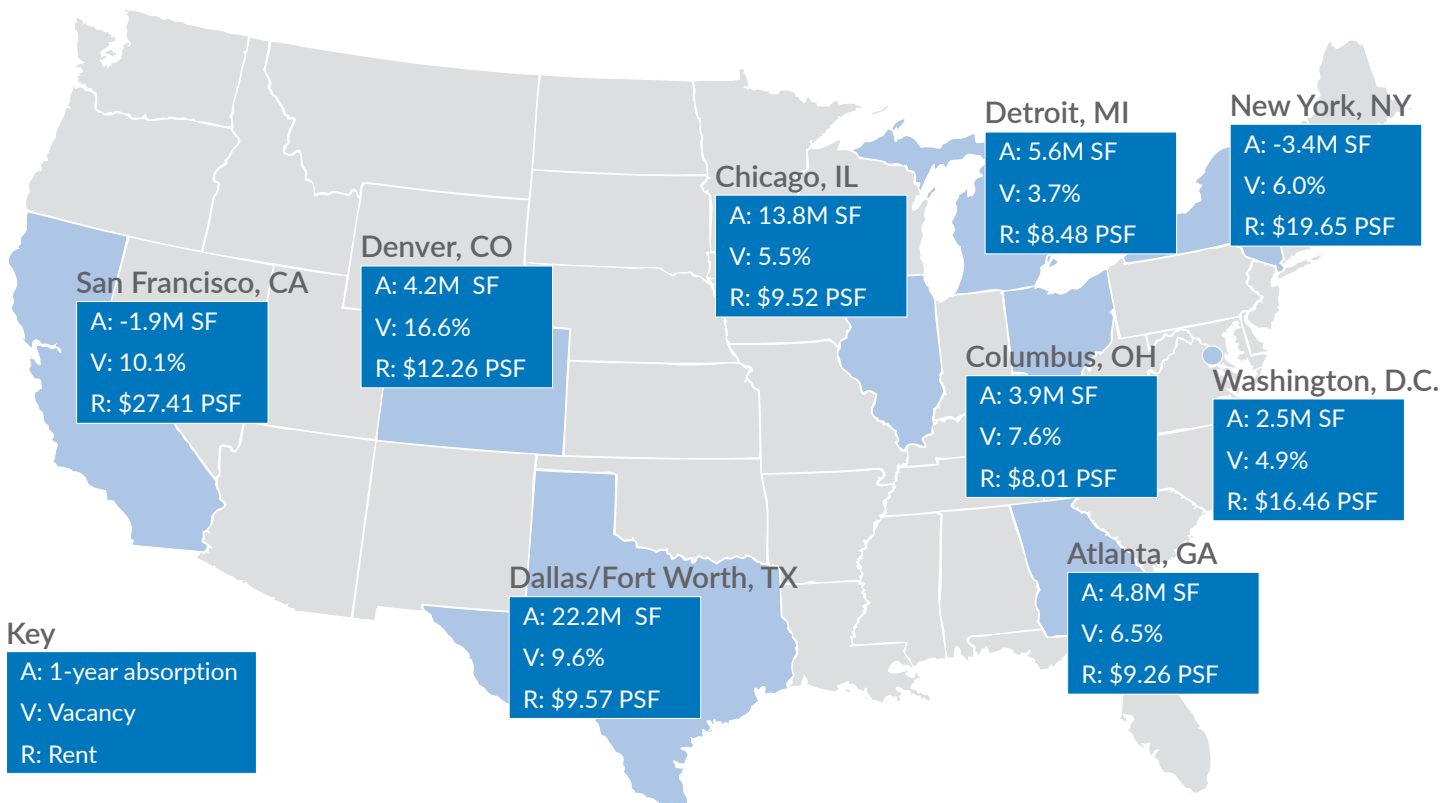 Detroit, MI
A: 5.6M SF
V: 3.7%
R: $8.48 PSF
New York, NY
A: -3.4M SF
V: 6.0%
R: $19.65 PSF
Chicago, IL
A: 13.8M SF
V: 5.5%
R: $9.52 PSF
Denver, CO
A: 4.2M  SF
V: 16.6%
R: $12.26 PSF
San Francisco, CA
A: -1.9M SF
V: 10.1%
R: $27.41 PSF
Columbus, OH
A: 3.9M SF
V: 7.6%
R: $8.01 PSF
Washington, D.C.
A: 2.5M SF
V: 4.9%
R: $16.46 PSF
Atlanta, GA
A: 4.8M SF
V: 6.5%
R: $9.26 PSF
Dallas/Fort Worth, TX
A: 22.2M  SF
V: 9.6%
R: $9.57 PSF
Key
A: 1-year absorption
V: Vacancy
R: Rent